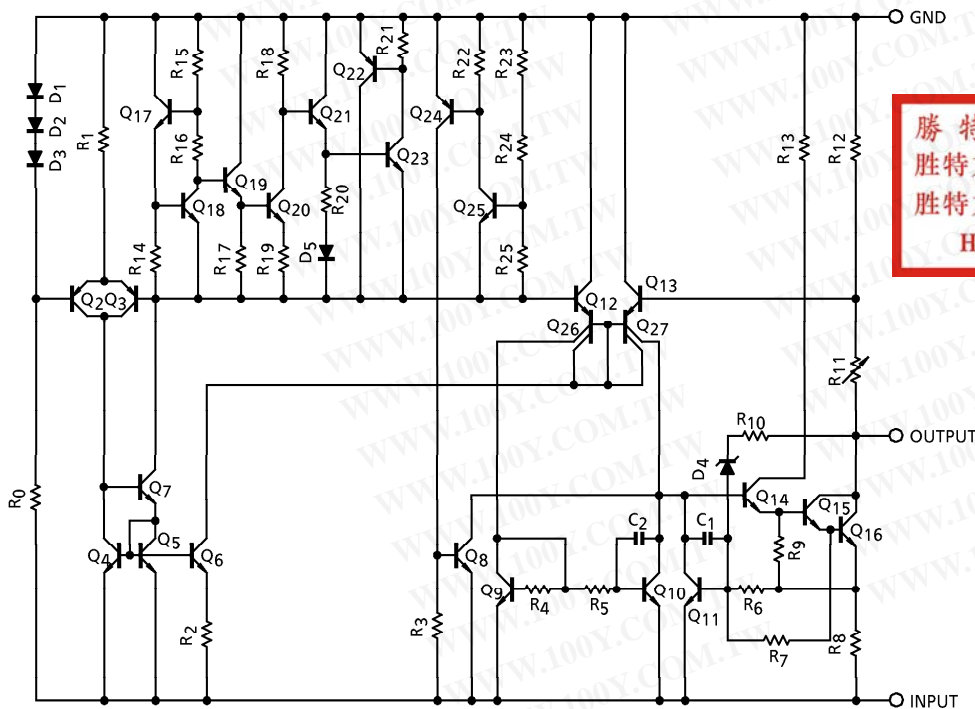 GND
R21
R15
R18
R22
R23
Q22
D1
Q17
Q21
Q24
D2
R1
R16
R24
R13
R12
D3
Q23
Q19
R20
Q18
Q20
Q25
R14
R17
R19
D5
R25
Q2
Q3
Q12
Q13
Q26
Q27
R11
R10
OUTPUT
D4
R0
Q7
Q14
Q15
Q16
C2
C1
Q4
Q5
Q6
Q8
R9
Q9
R4
R5
Q10
R6
Q11
R2
R3
R7
R8
INPUT
WWW.100Y.COM.TW
勝特
胜特
胜特
H